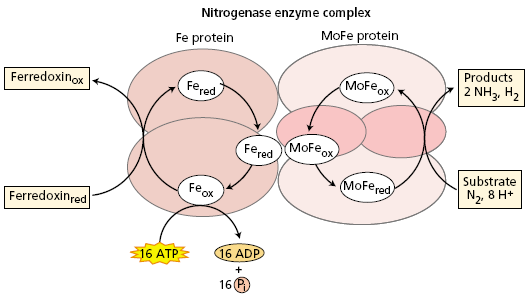 Nitrogenase enzyme complex
Fe protein
MoFe protein
Ferredoxin_ox
Fe_red
MoFe_ox
Products
2 NH₃, H₂
Fe_red
MoFe_ox
Ferredoxin_red
Fe_ox
MoFe_red
Substrate
N₂, 8 H+
16 ATP
16 ADP
+
16 Pᵢ